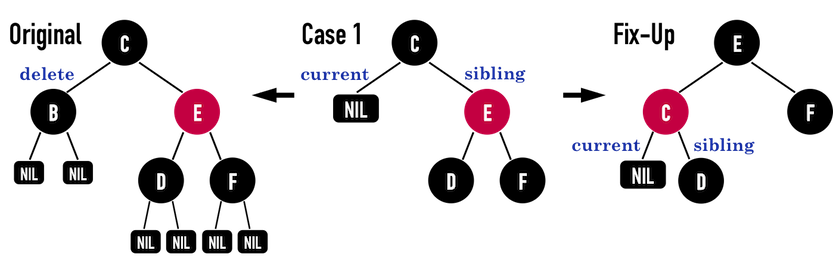 Original
C
delete
B
E
NIL
NIL
D
F
NIL
NIL
NIL
NIL
Case 1
C
current
sibling
NIL
E
D
F
Fix-Up
E
C
F
current
sibling
NIL
D